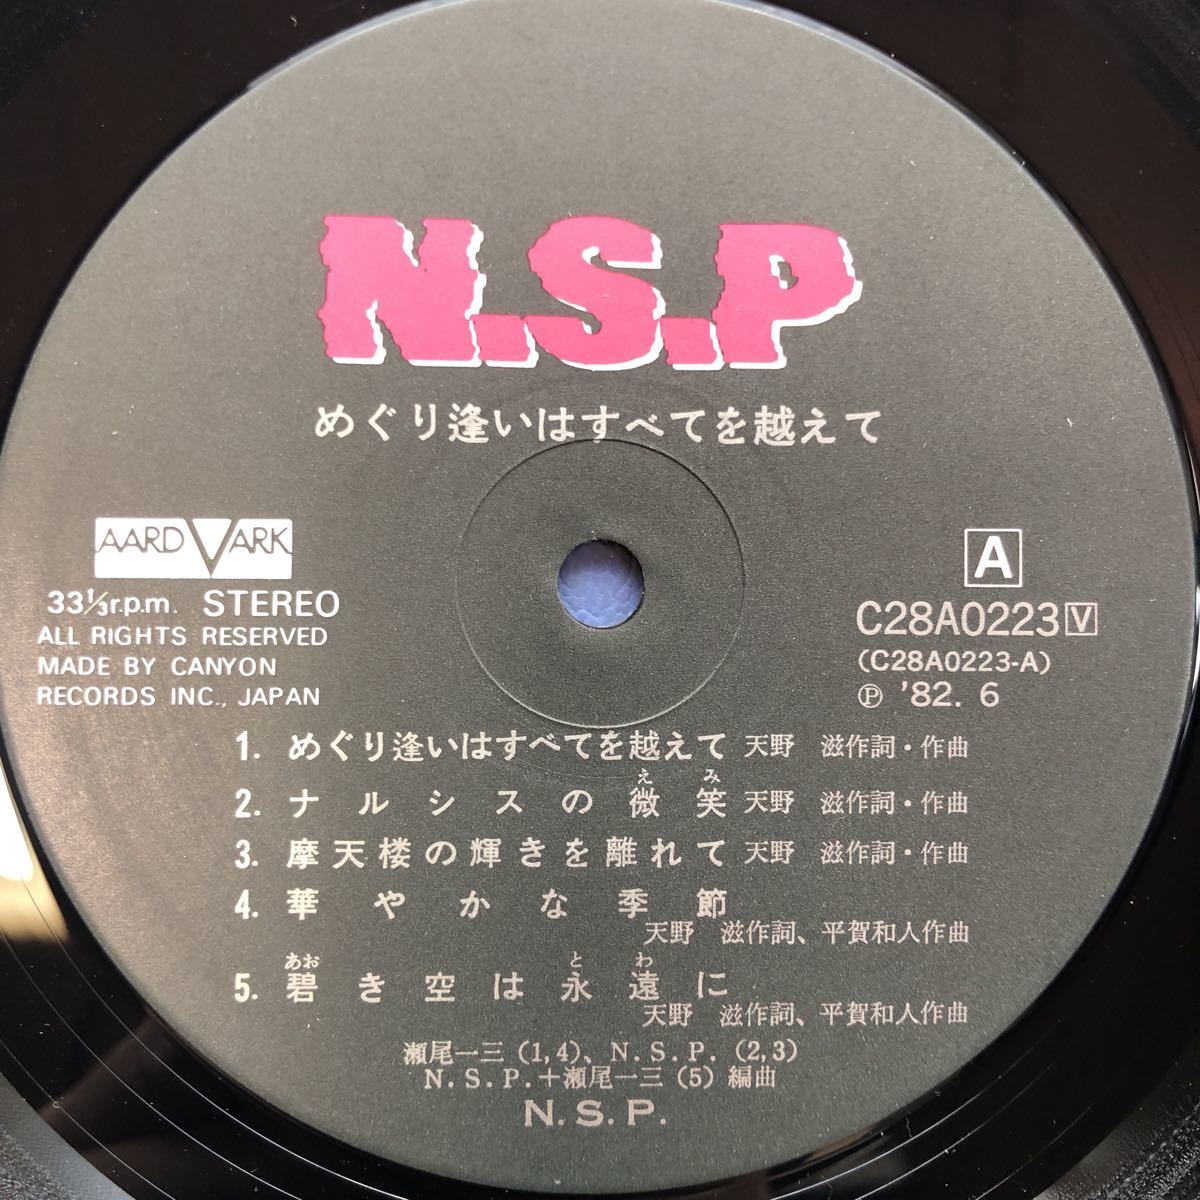 N.S.P
めぐり逢いはすべてを越えて
AARDVARK
33⅓r.p.m. STEREO
ALL RIGHTS RESERVED
MADE BY CANYON
RECORDS INC., JAPAN
A
C28A0223 V
(C28A0223-A)
Ⓟ '82. 6
1. めぐり逢いはすべてを越えて 天野 滋作詞・作曲
えみ
2. ナルシスの微笑 天野 滋作詞・作曲
3. 摩天楼の輝きを離れて 天野 滋作詞・作曲
4. 華やかな季節
天野 滋作詞、平賀和人作曲
あお とわ
5. 碧き空は永遠に
天野 滋作詞、平賀和人作曲
瀬尾一三 (1,4)、N.S.P. (2,3)
N.S.P.+瀬尾一三 (5) 編曲
N.S.P.